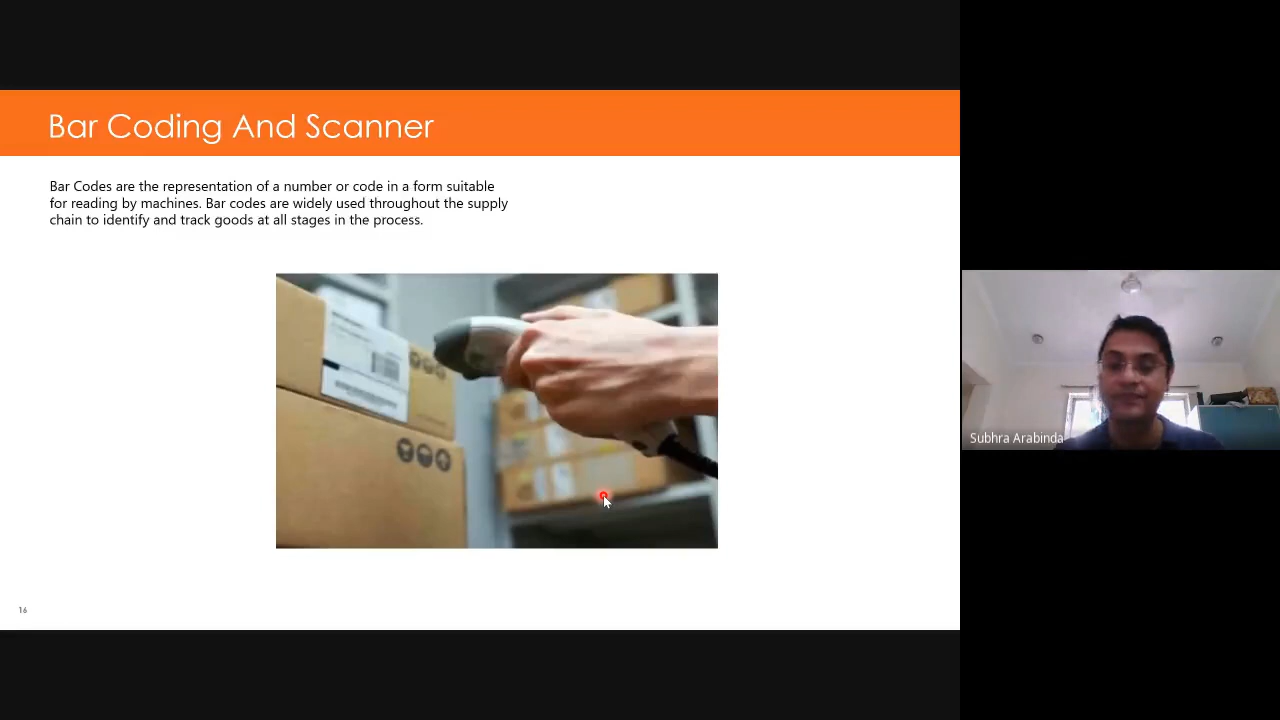 Bar Coding And Scanner
Bar Codes are the representation of a number or code in a form suitable
for reading by machines. Bar codes are widely used throughout the supply
chain to identify and track goods at all stages in the process.
Subhra Arabinda
16